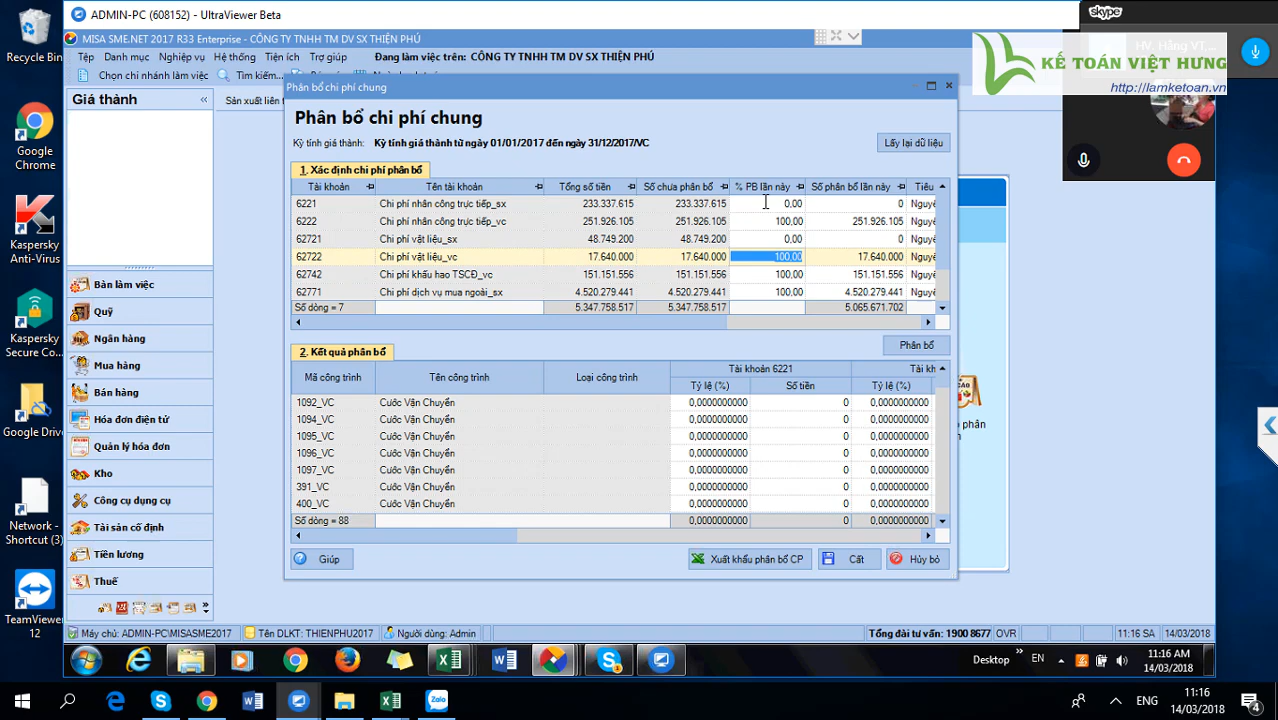 ADMIN-PC (608152) - UltraViewer Beta
skype
MISA SME.NET 2017 R33 Enterprise - CÔNG TY TNHH TM DV SX THIỆN PHÚ
HV. Hằng VT...
KẾ TOÁN VIỆT HƯNG
http://lamketoan.vn
Tệp Danh mục Nghiệp vụ Hệ thống Tiện ích Trợ giúp
Đang làm việc trên: CÔNG TY TNHH TM DV SX THIỆN PHÚ
Chọn chi nhánh làm việc Tìm kiếm...
Giá thành «
Sản xuất liên t
Phân bổ chi phí chung
Phân bổ chi phí chung
Kỳ tính giá thành: Kỳ tính giá thành từ ngày 01/01/2017 đến ngày 31/12/2017/VC
Lấy lại dữ liệu
1. Xác định chi phí phân bổ
Tài khoản Tên tài khoản Tổng số tiền Số chưa phân bổ % PB lần này Số phân bổ lần này Tiêu
6221 Chi phí nhân công trực tiếp_sx 233.337.615 233.337.615 0,00 0 Nguyê
6222 Chi phí nhân công trực tiếp_vc 251.926.105 251.926.105 100.00 251.926.105 Nguyê
62721 Chi phí vật liệu_sx 48.749.200 48.749.200 0,00 0 Nguyê
62722 Chi phí vật liệu_vc 17.640.000 17.640.000 100,00 17.640.000 Nguyê
62742 Chi phí khấu hao TSCĐ_vc 151.151.556 151.151.556 100.00 151.151.556 Nguyê
62771 Chi phí dịch vụ mua ngoài_sx 4.520.279.441 4.520.279.441 100.00 4.520.279.441 Nguyê
Số dòng = 7 5.347.758.517 5.347.758.517 5.065.671.702
Phân bổ
2. Kết quả phân bổ
Mã công trình Tên công trình Loại công trình Tài khoản 6221 Tài kh
Tỷ lệ (%) Số tiền Tỷ lệ (%)
1092_VC Cước Vận Chuyển 0,0000000000 0 0,0000000000
1094_VC Cước Vận Chuyển 0,0000000000 0 0,0000000000
1095_VC Cước Vận Chuyển 0,0000000000 0 0,0000000000
1096_VC Cước Vận Chuyển 0,0000000000 0 0,0000000000
1097_VC Cước Vận Chuyển 0,0000000000 0 0,0000000000
391_VC Cước Vận Chuyển 0,0000000000 0 0,0000000000
400_VC Cước Vận Chuyển 0,0000000000 0 0,0000000000
Số dòng = 88 0,0000000000 0 0,0000000000
Giúp Xuất khẩu phân bổ CP Cất Hủy bỏ
Bàn làm việc
Quỹ
Ngân hàng
Mua hàng
Bán hàng
Hóa đơn điện tử
Quản lý hóa đơn
Kho
Công cụ dụng cụ
Tài sản cố định
Tiền lương
Thuế
p phân
Recycle Bin
Google Chrome
Kaspersky Anti-Virus
Kaspersky Secure Co...
Google Drive
Network - Shortcut (3)
TeamViewer 12
Máy chủ: ADMIN-PC\MISASME2017 Tên DLKT: THIENPHU2017 Người dùng: Admin
Tổng đài tư vấn: 1900 8677 OVR 11:16 SA 14/03/2018
Desktop » EN 11:16 AM
14/03/2018
ENG 11:16
14/03/2018
4